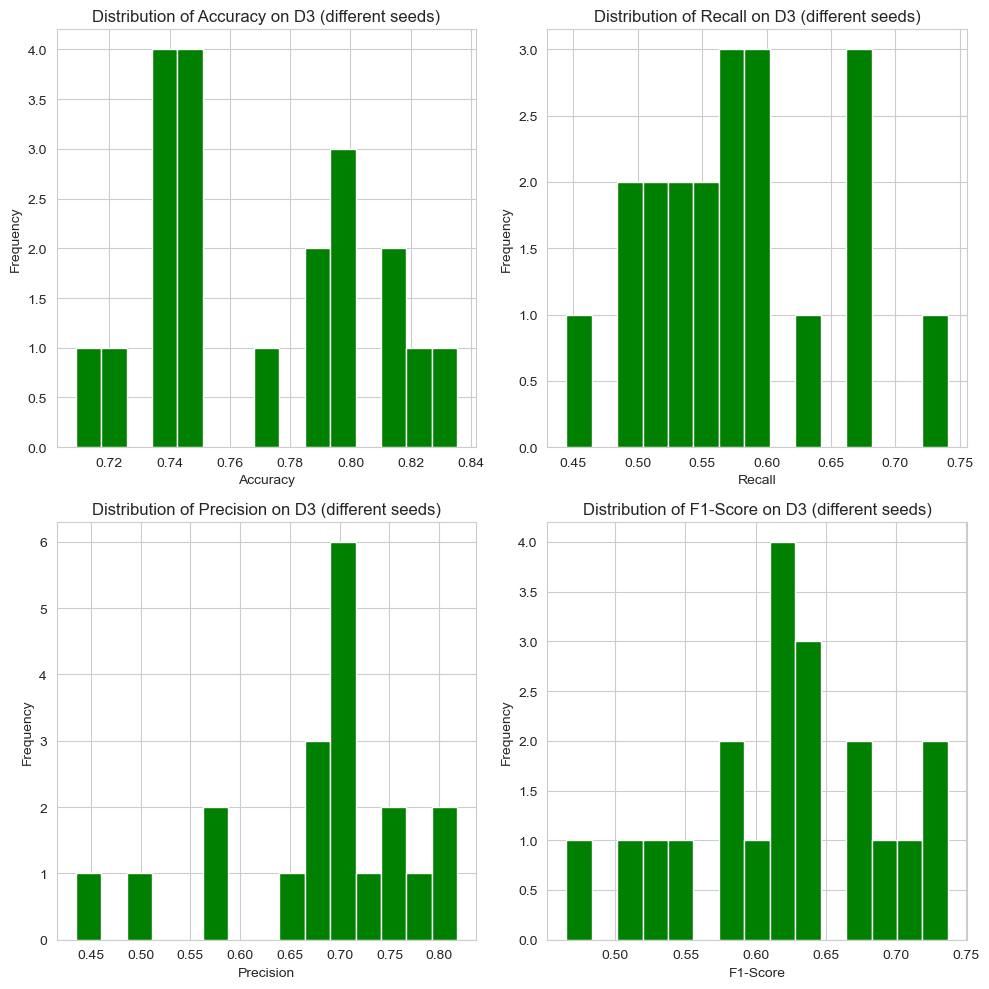 Distribution of Accuracy on D3 (different seeds)
4.0
3.5
3.0
2.5
2.0
1.5
1.0
0.5
0.0
Frequency
0.72 0.74 0.76 0.78 0.80 0.82 0.84
Accuracy
Distribution of Recall on D3 (different seeds)
3.0
2.5
2.0
1.5
1.0
0.5
0.0
Frequency
0.45 0.50 0.55 0.60 0.65 0.70 0.75
Recall
Distribution of Precision on D3 (different seeds)
6
5
4
3
2
1
0
Frequency
0.45 0.50 0.55 0.60 0.65 0.70 0.75 0.80
Precision
Distribution of F1-Score on D3 (different seeds)
4.0
3.5
3.0
2.5
2.0
1.5
1.0
0.5
0.0
Frequency
0.50 0.55 0.60 0.65 0.70 0.75
F1-Score